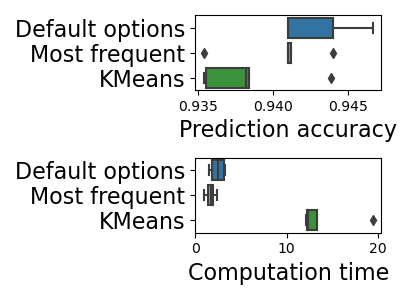 Default options
Most frequent
KMeans
0.935 0.940 0.945
Prediction accuracy
Default options
Most frequent
KMeans
0 10 20
Computation time